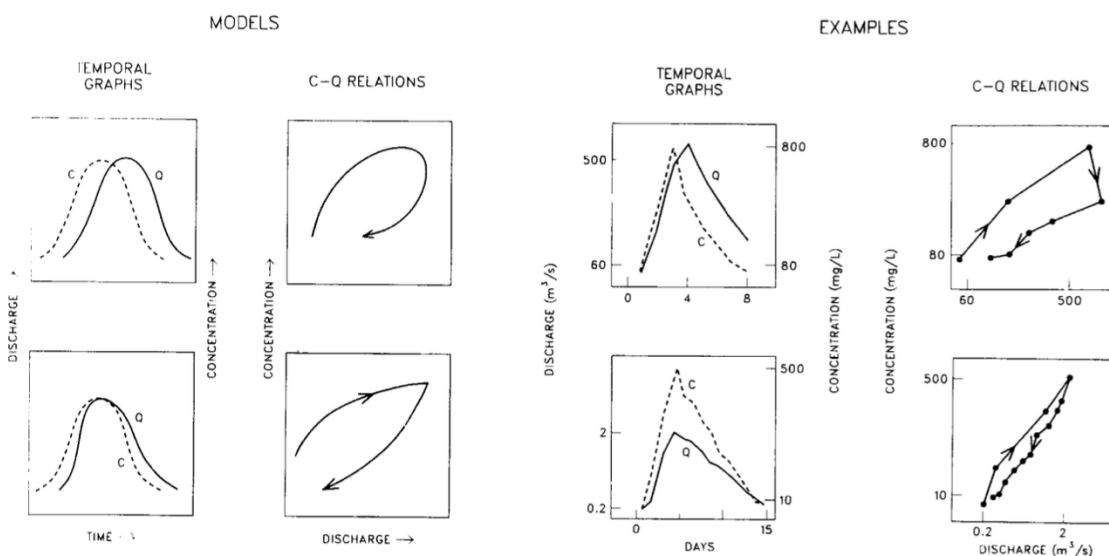 MODELS
EXAMPLES
TEMPORAL
GRAPHS
C-Q RELATIONS
TEMPORAL
GRAPHS
C-Q RELATIONS
C
Q
500
60
C
Q
800
80
0
4
8
800
80
60
500
DISCHARGE →
CONCENTRATION →
CONCENTRATION →
DISCHARGE (m³/s)
CONCENTRATION (mg/L)
CONCENTRATION (mg/L)
Q
C
2
0.2
C
Q
500
10
0
15
500
10
0.2
2
TIME →
DISCHARGE →
DAYS
DISCHARGE (m³/s)